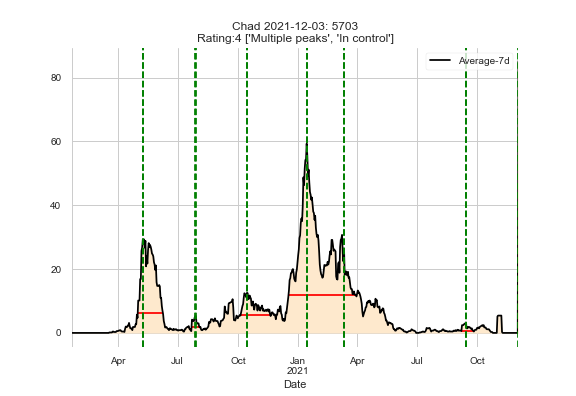 Chad 2021-12-03: 5703
Rating:4 ['Multiple peaks', 'In control']
Average-7d
80
60
40
20
0
Apr Jul Oct Jan Apr Jul Oct
2021
Date